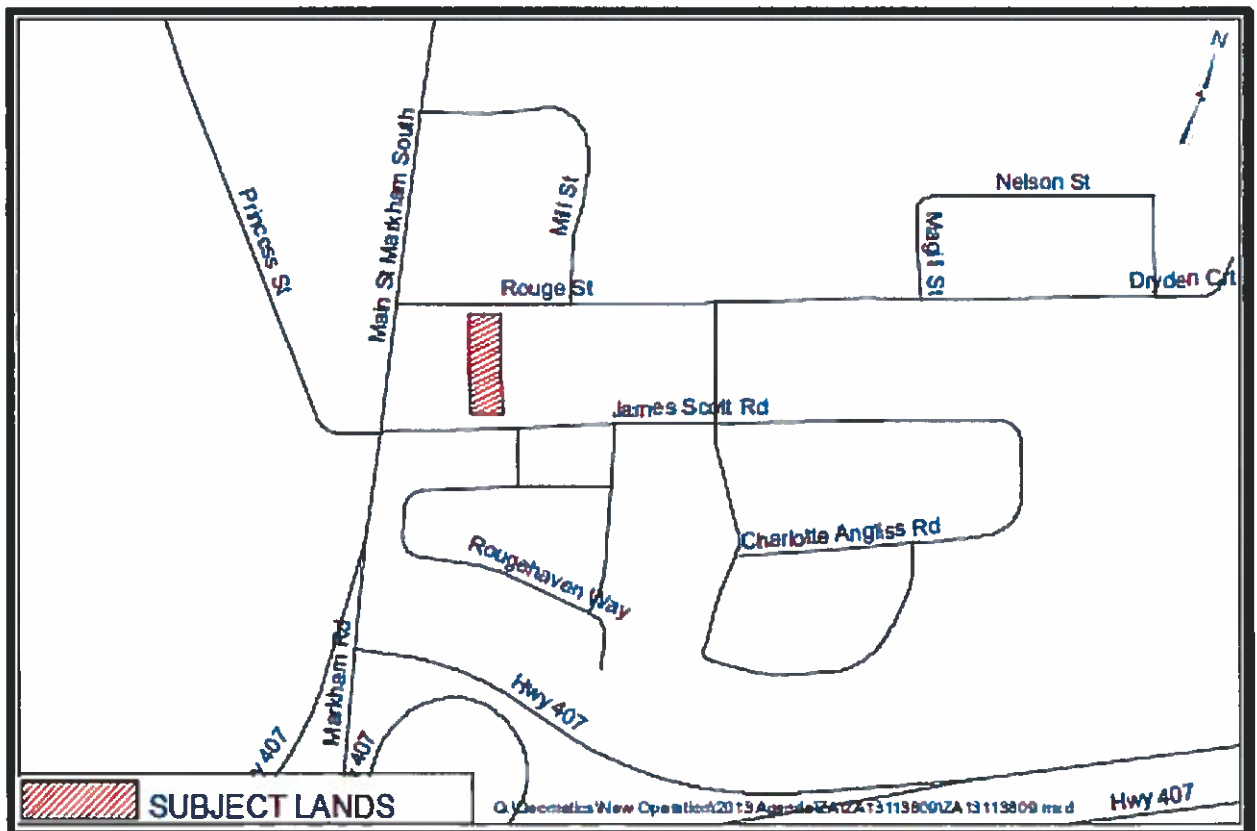 N
Nelson St
Princess St
Main St Markham South
Mill St
Magil St
Dryden Crt
Rouge St
James Scott Rd
Charlotte Angliss Rd
Rougehaven Way
Markham Rd
Hwy 407
y 407
407
Hwy 407
SUBJECT LANDS